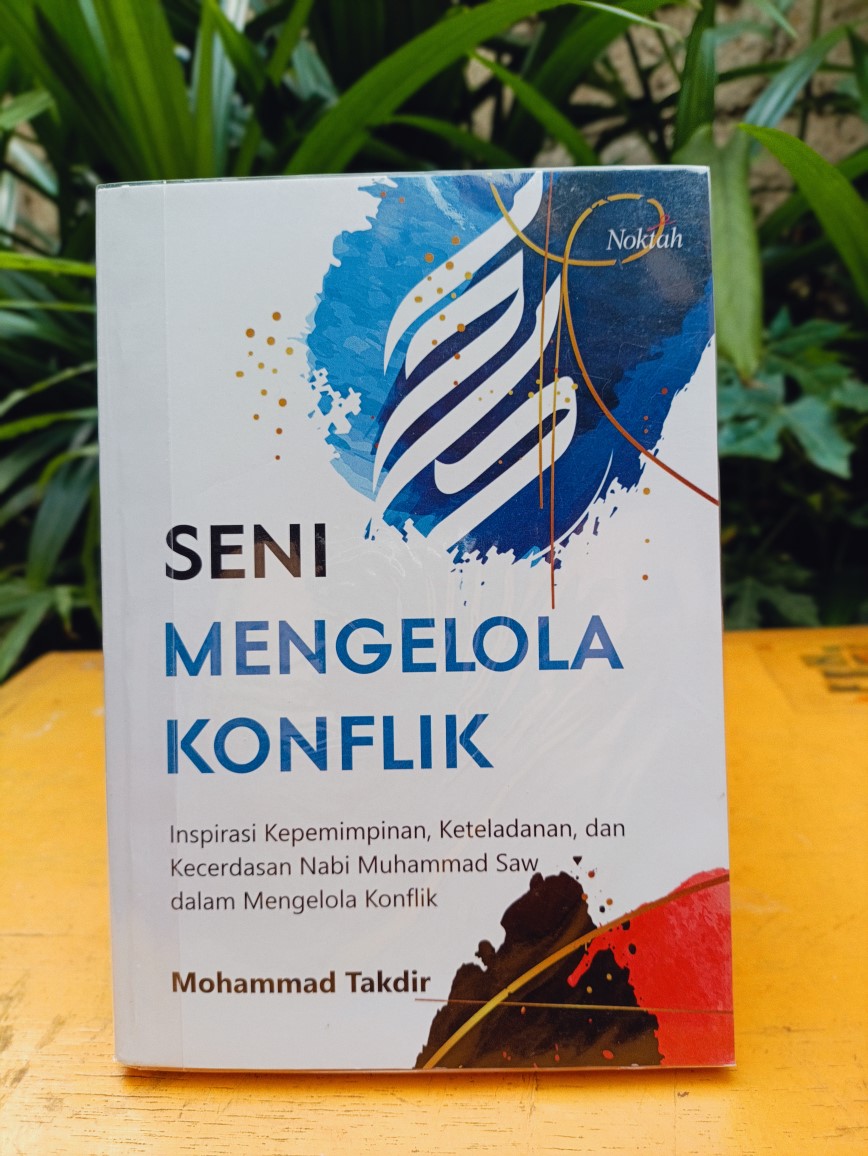 Noktah
SENI
MENGELOLA
KONFLIK
Inspirasi Kepemimpinan, Keteladanan, dan
Kecerdasan Nabi Muhammad Saw
dalam Mengelola Konflik
Mohammad Takdir